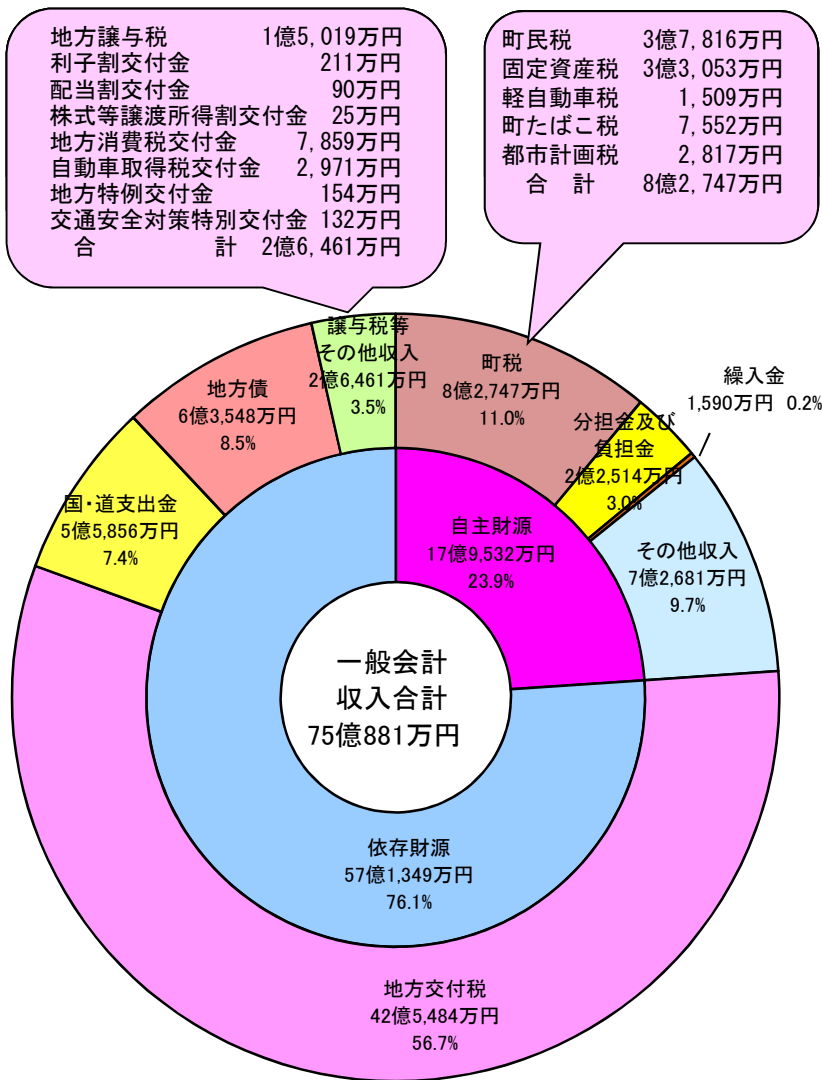 地方譲与税 1億5,019万円
利子割交付金 211万円
配当割交付金 90万円
株式等譲渡所得割交付金 25万円
地方消費税交付金 7,859万円
自動車取得税交付金 2,971万円
地方特例交付金 154万円
交通安全対策特別交付金 132万円
合計 2億6,461万円
町民税 3億7,816万円
固定資産税 3億3,053万円
軽自動車税 1,509万円
町たばこ税 7,552万円
都市計画税 2,817万円
合計 8億2,747万円
譲与税等
その他収入
2億6,461万円
3.5%
町税
8億2,747万円
11.0%
繰入金
1,590万円 0.2%
地方債
6億3,548万円
8.5%
分担金及び
負担金
2億2,514万円
3.0%
国・道支出金
5億5,856万円
7.4%
自主財源
17億9,532万円
23.9%
その他収入
7億2,681万円
9.7%
一般会計
収入合計
75億881万円
依存財源
57億1,349万円
76.1%
地方交付税
42億5,484万円
56.7%